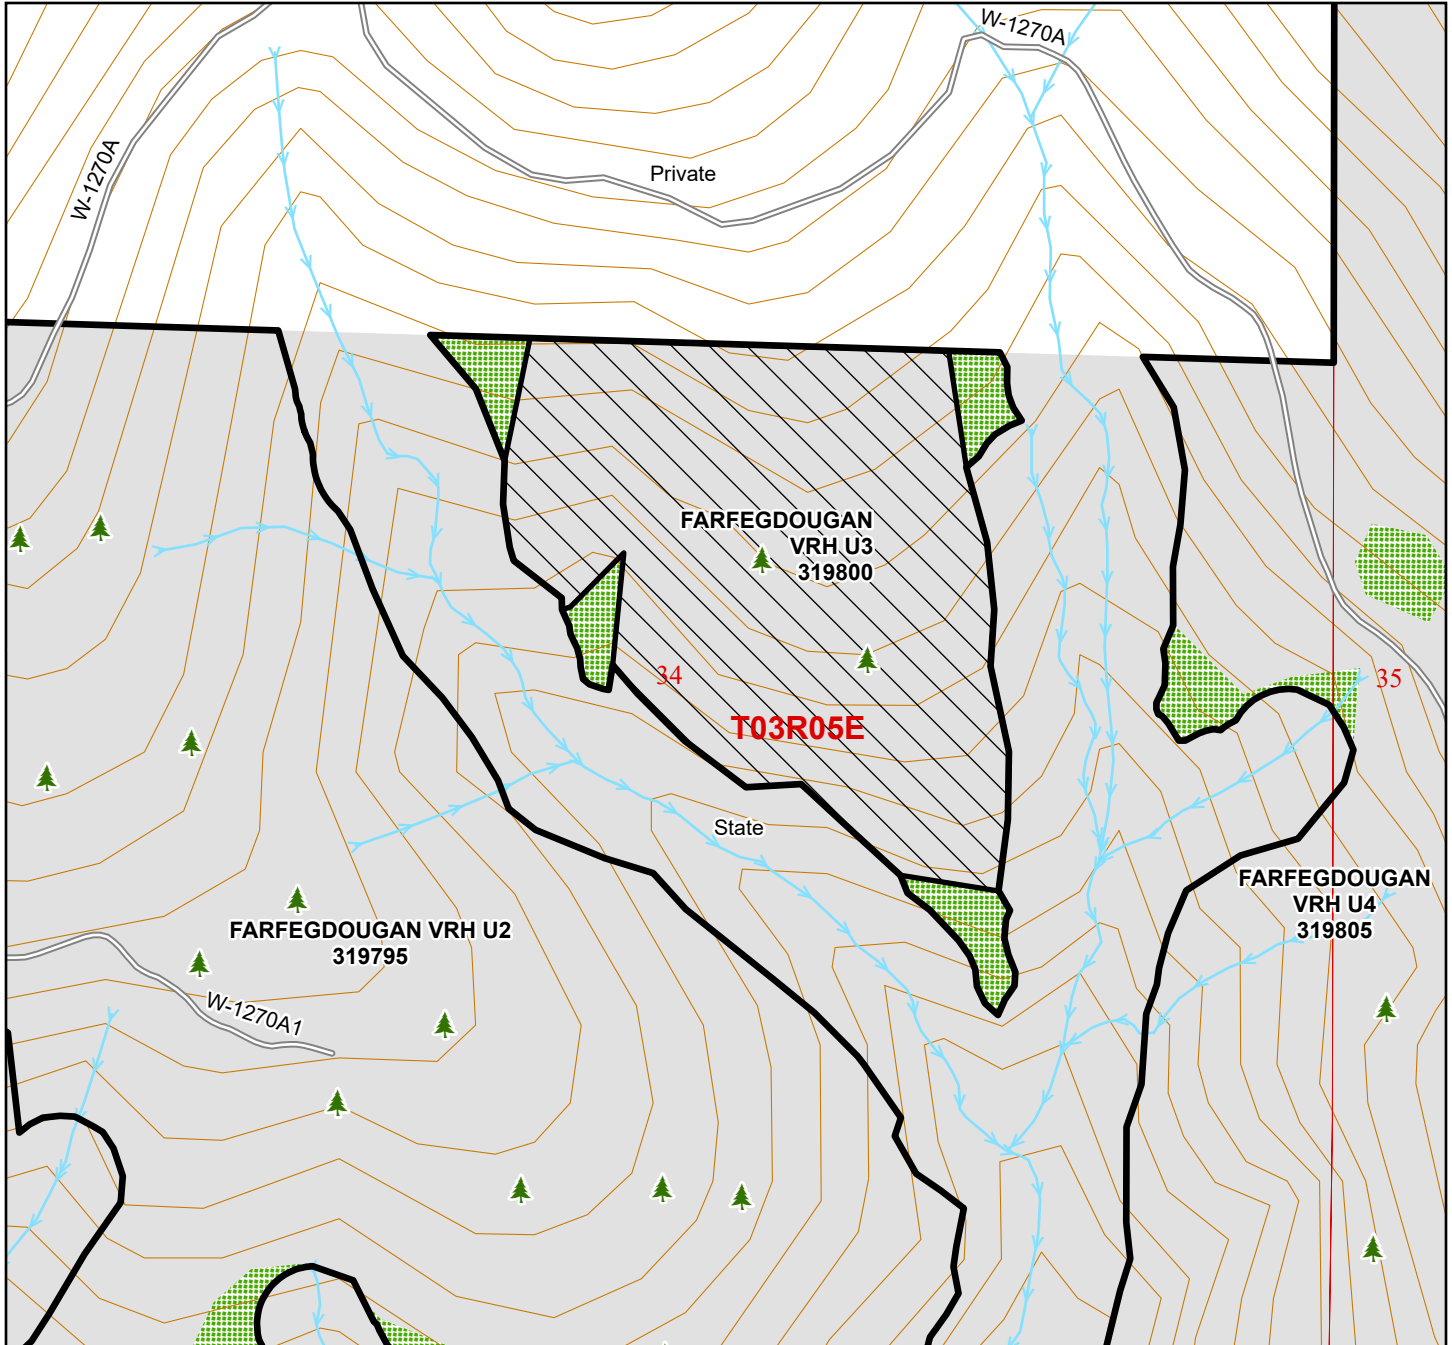 W-1270A
W-1270A
Private
FARFEGDOUGAN
VRH U3
319800
34
35
T03R05E
State
FARFEGDOUGAN
VRH U4
319805
FARFEGDOUGAN VRH U2
319795
W-1270A1